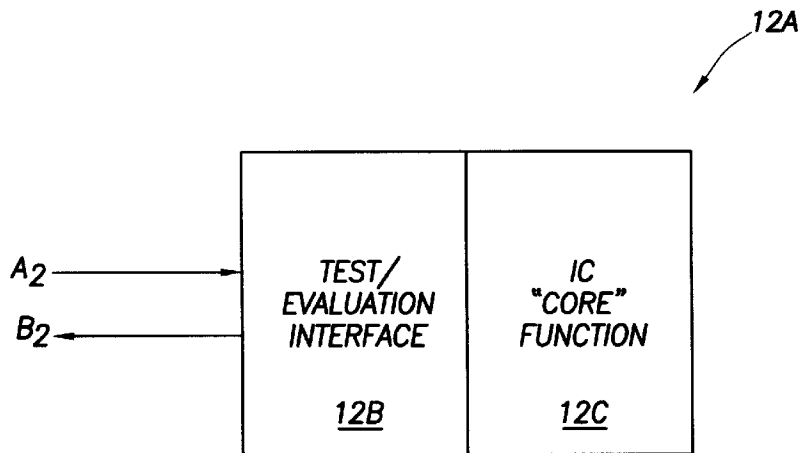 12A
A2
B2
TEST/
EVALUATION
INTERFACE
12B
IC
"CORE"
FUNCTION
12C